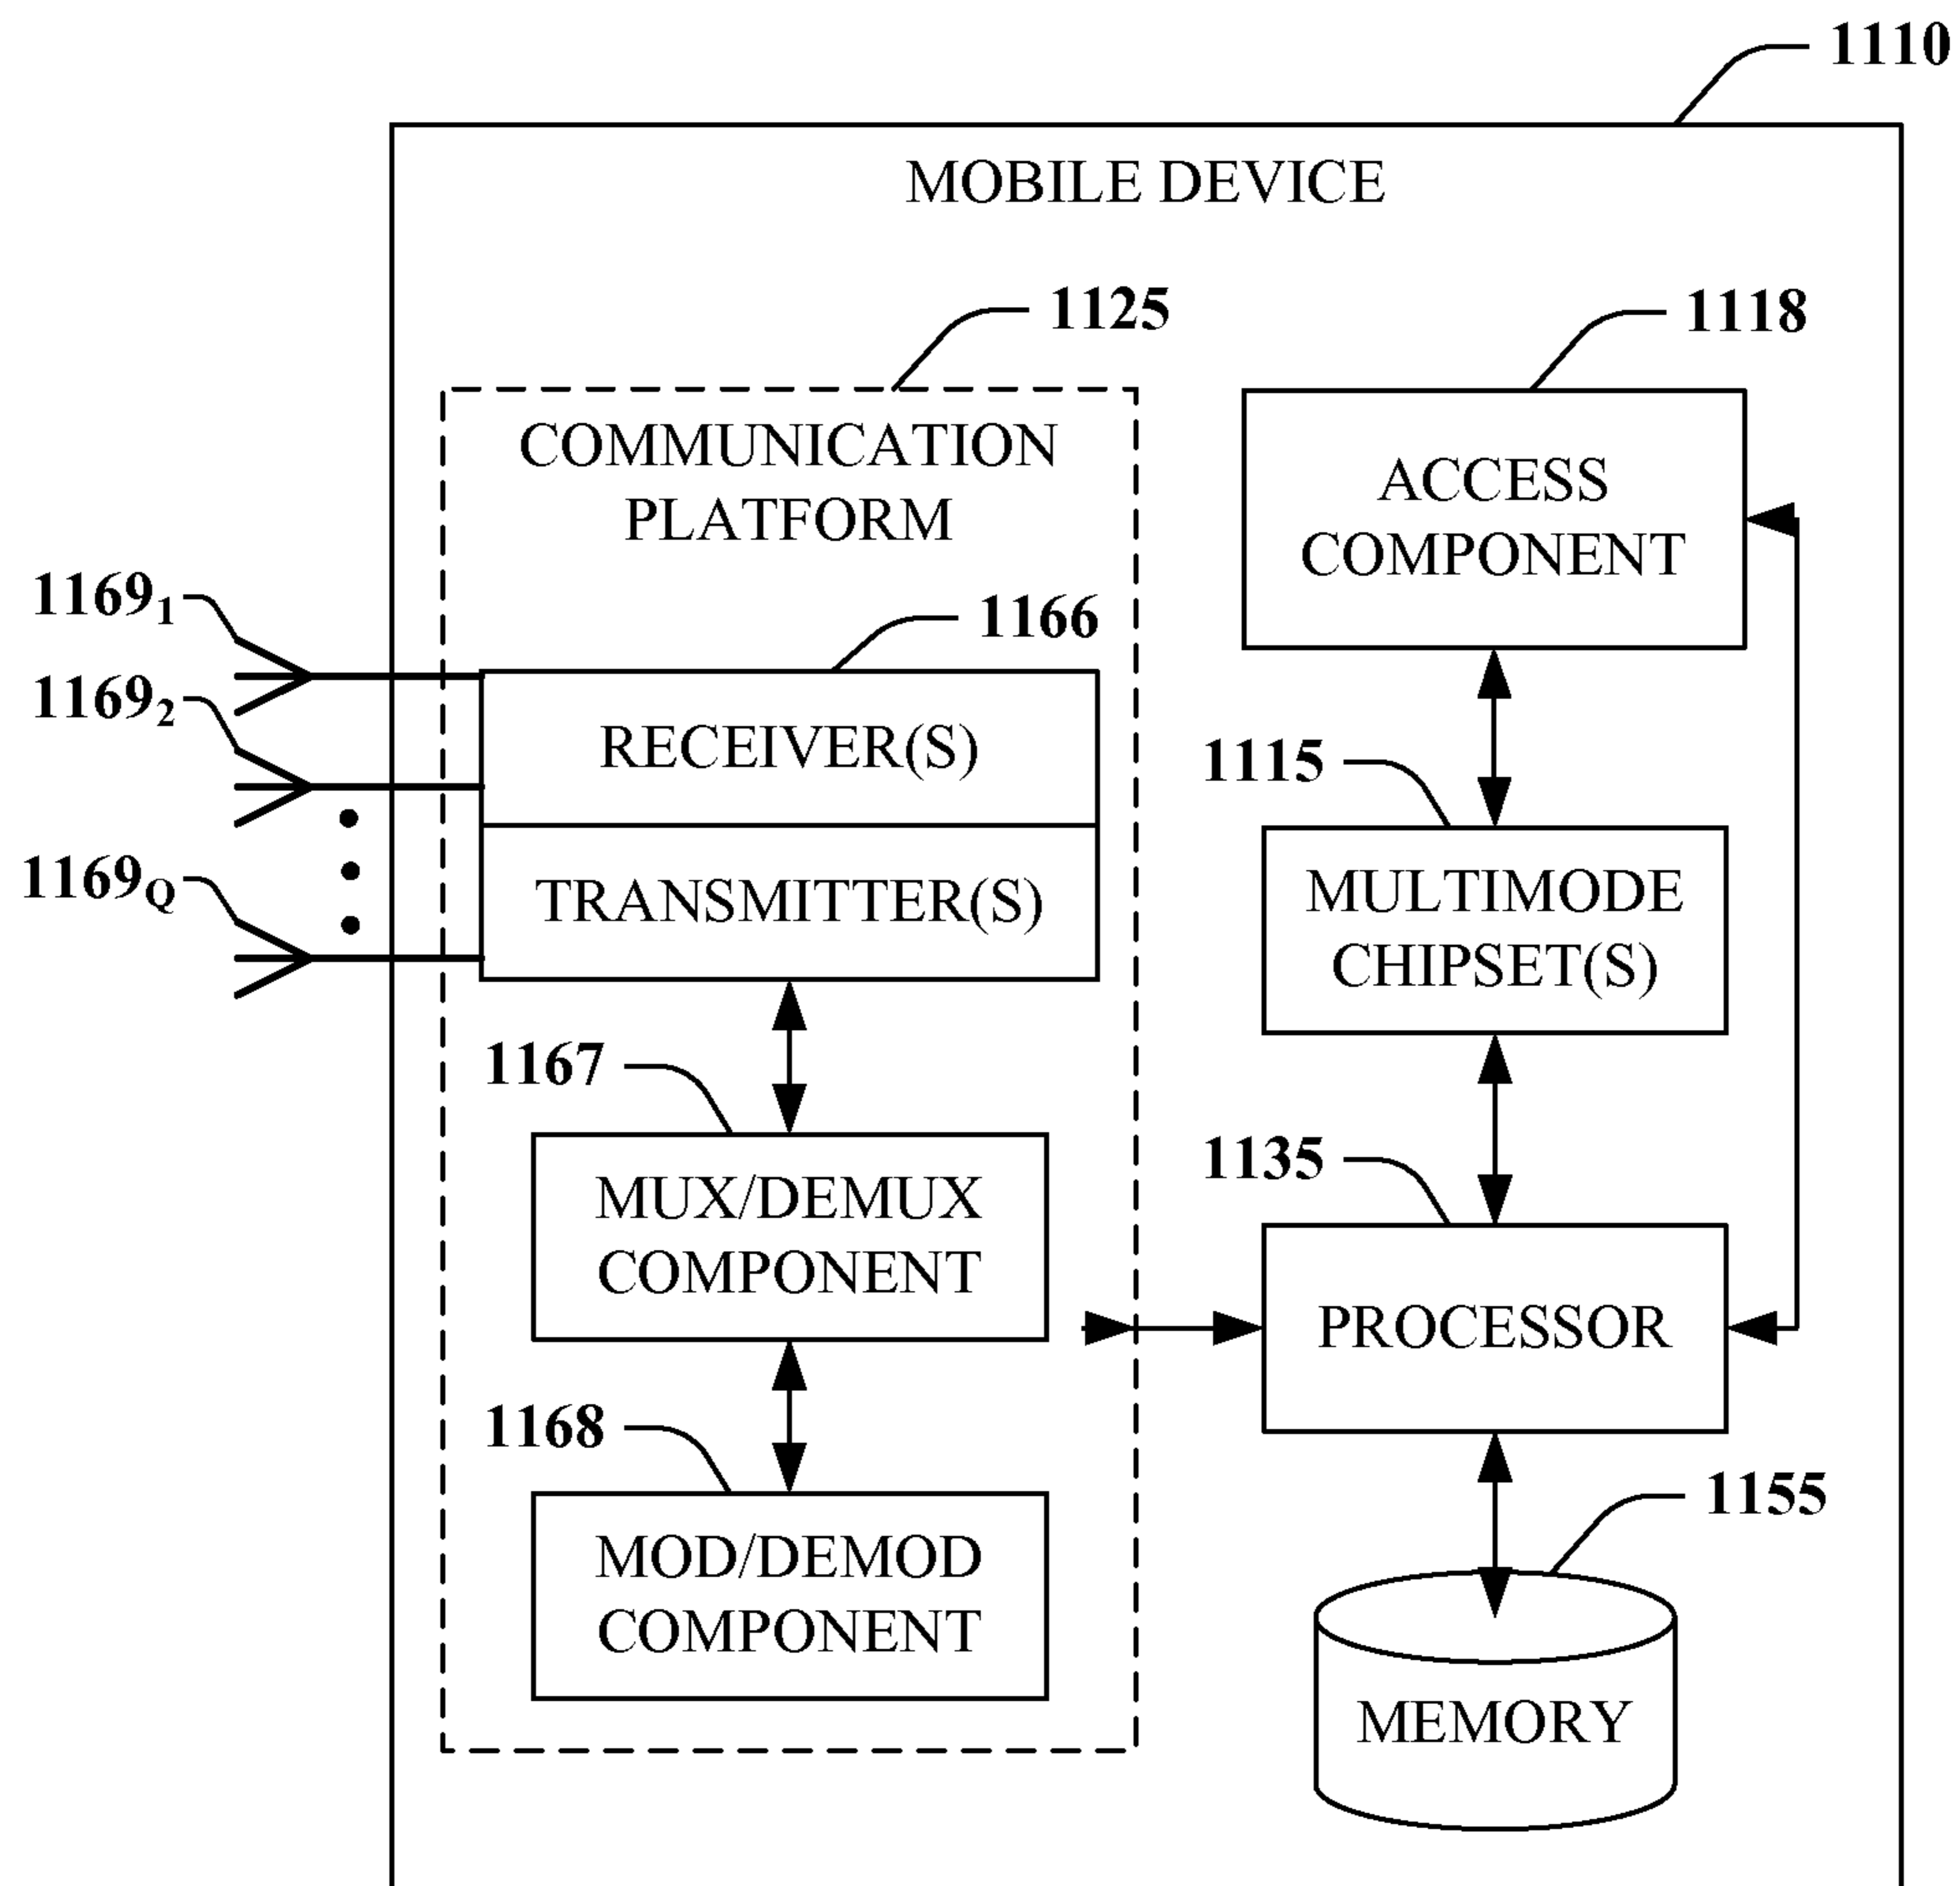 1110
MOBILE DEVICE
1125
1118
COMMUNICATION
PLATFORM
ACCESS
COMPONENT
1169₁
1166
1169₂
RECEIVER(S)
1115
1169Q
TRANSMITTER(S)
MULTIMODE
CHIPSET(S)
1167
1135
MUX/DEMUX
COMPONENT
PROCESSOR
1168
1155
MOD/DEMOD
COMPONENT
MEMORY